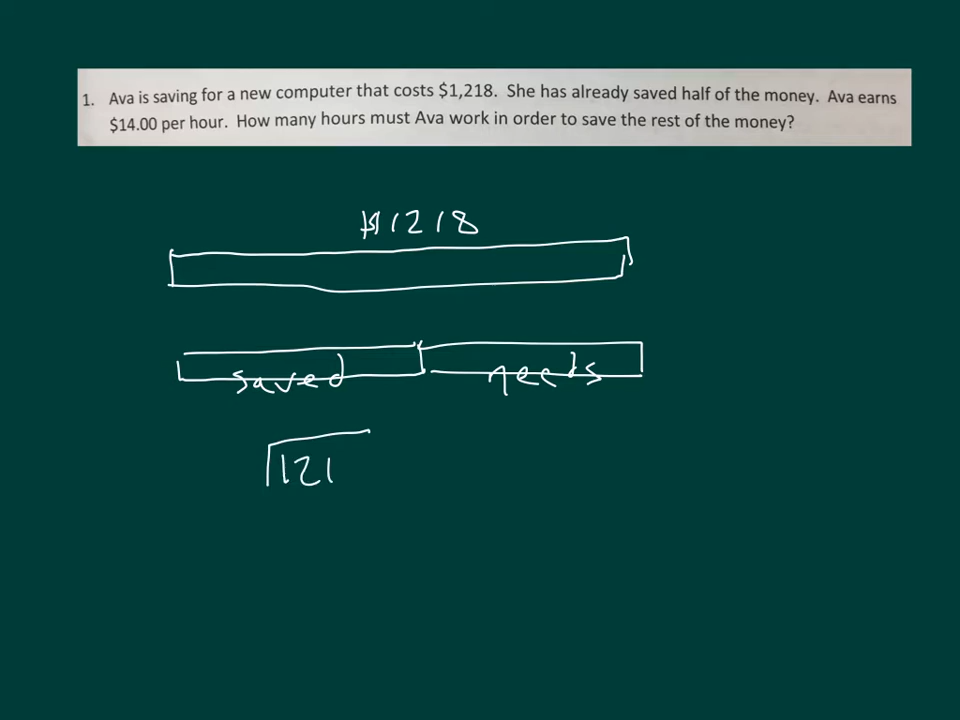 1. Ava is saving for a new computer that costs $1,218. She has already saved half of the money. Ava earns
$14.00 per hour. How many hours must Ava work in order to save the rest of the money?
$1218
saved needs
121